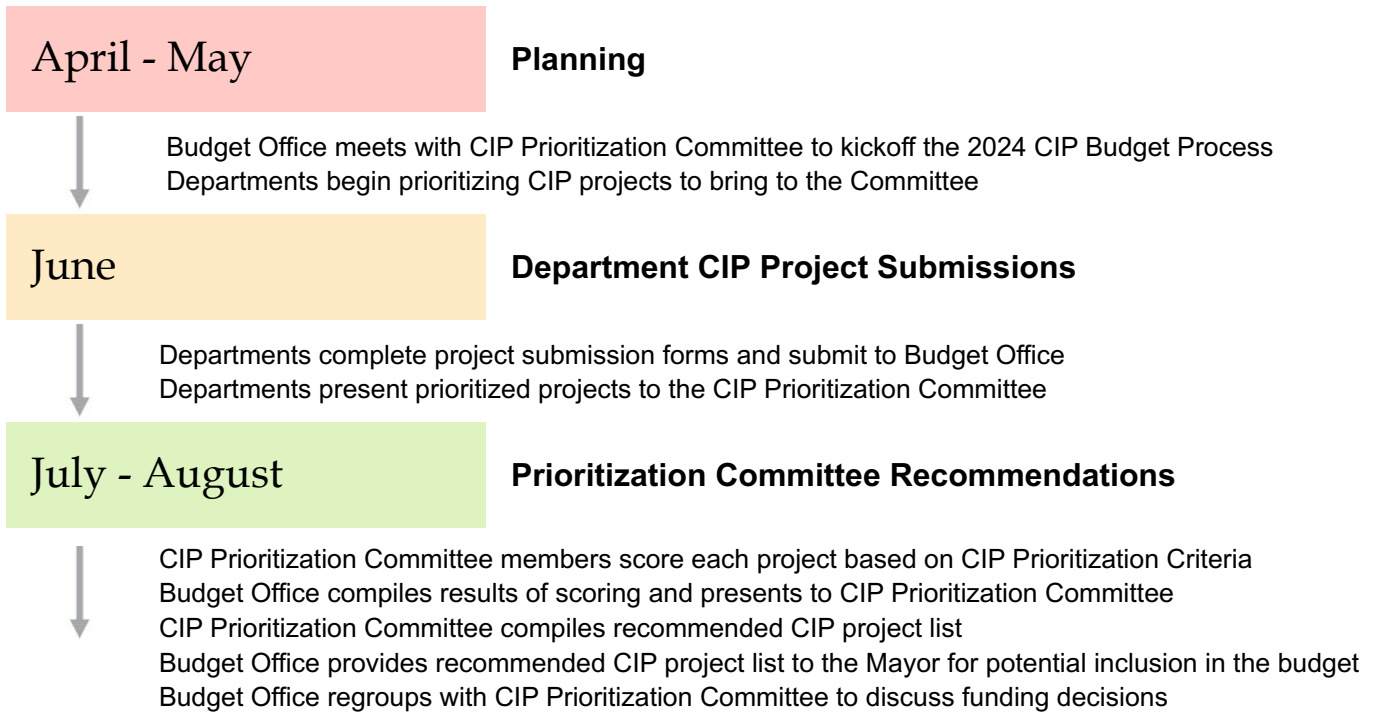 April - May
Planning
Budget Office meets with CIP Prioritization Committee to kickoff the 2024 CIP Budget Process
Departments begin prioritizing CIP projects to bring to the Committee
June
Department CIP Project Submissions
Departments complete project submission forms and submit to Budget Office
Departments present prioritized projects to the CIP Prioritization Committee
July - August
Prioritization Committee Recommendations
CIP Prioritization Committee members score each project based on CIP Prioritization Criteria
Budget Office compiles results of scoring and presents to CIP Prioritization Committee
CIP Prioritization Committee compiles recommended CIP project list
Budget Office provides recommended CIP project list to the Mayor for potential inclusion in the budget
Budget Office regroups with CIP Prioritization Committee to discuss funding decisions